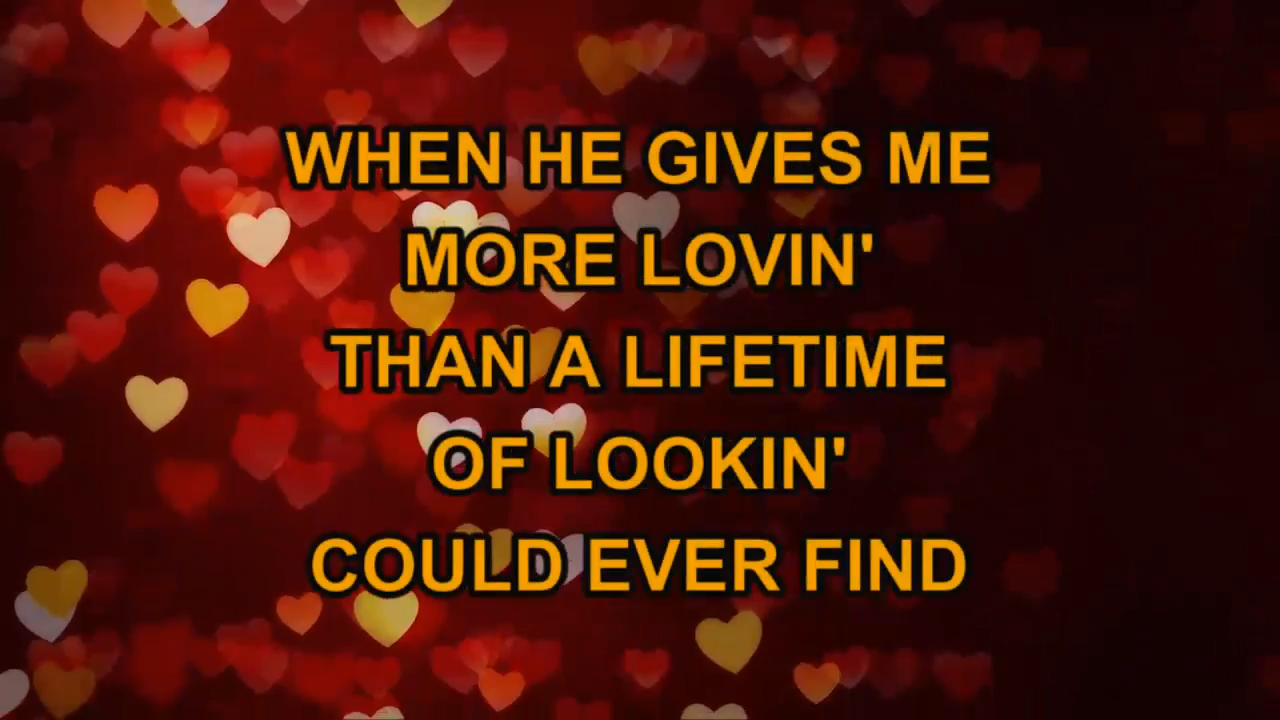 WHEN HE GIVES ME
MORE LOVIN'
THAN A LIFETIME
OF LOOKIN'
COULD EVER FIND